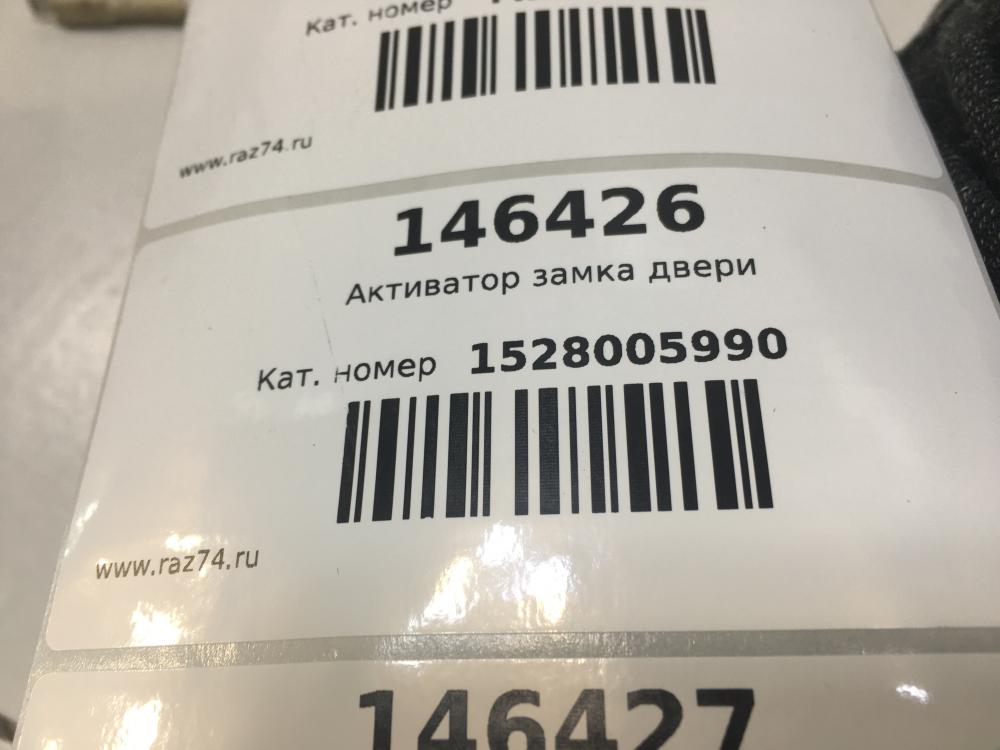 Кат. номер
www.raz74.ru
146426
Активатор замка двери
Кат. номер 1528005990
www.raz74.ru
146427